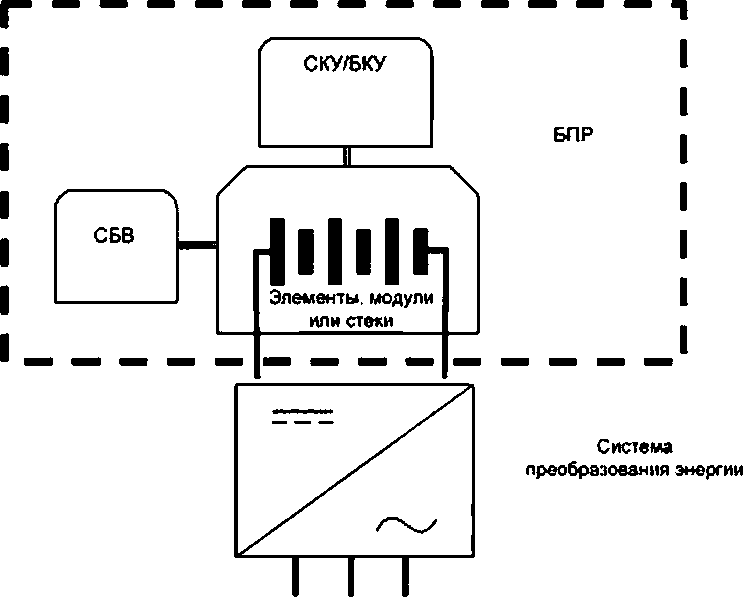 СКУ/БКУ
БПР
СБВ
Элементы, модули
или стеки
Система
преобразования энергии